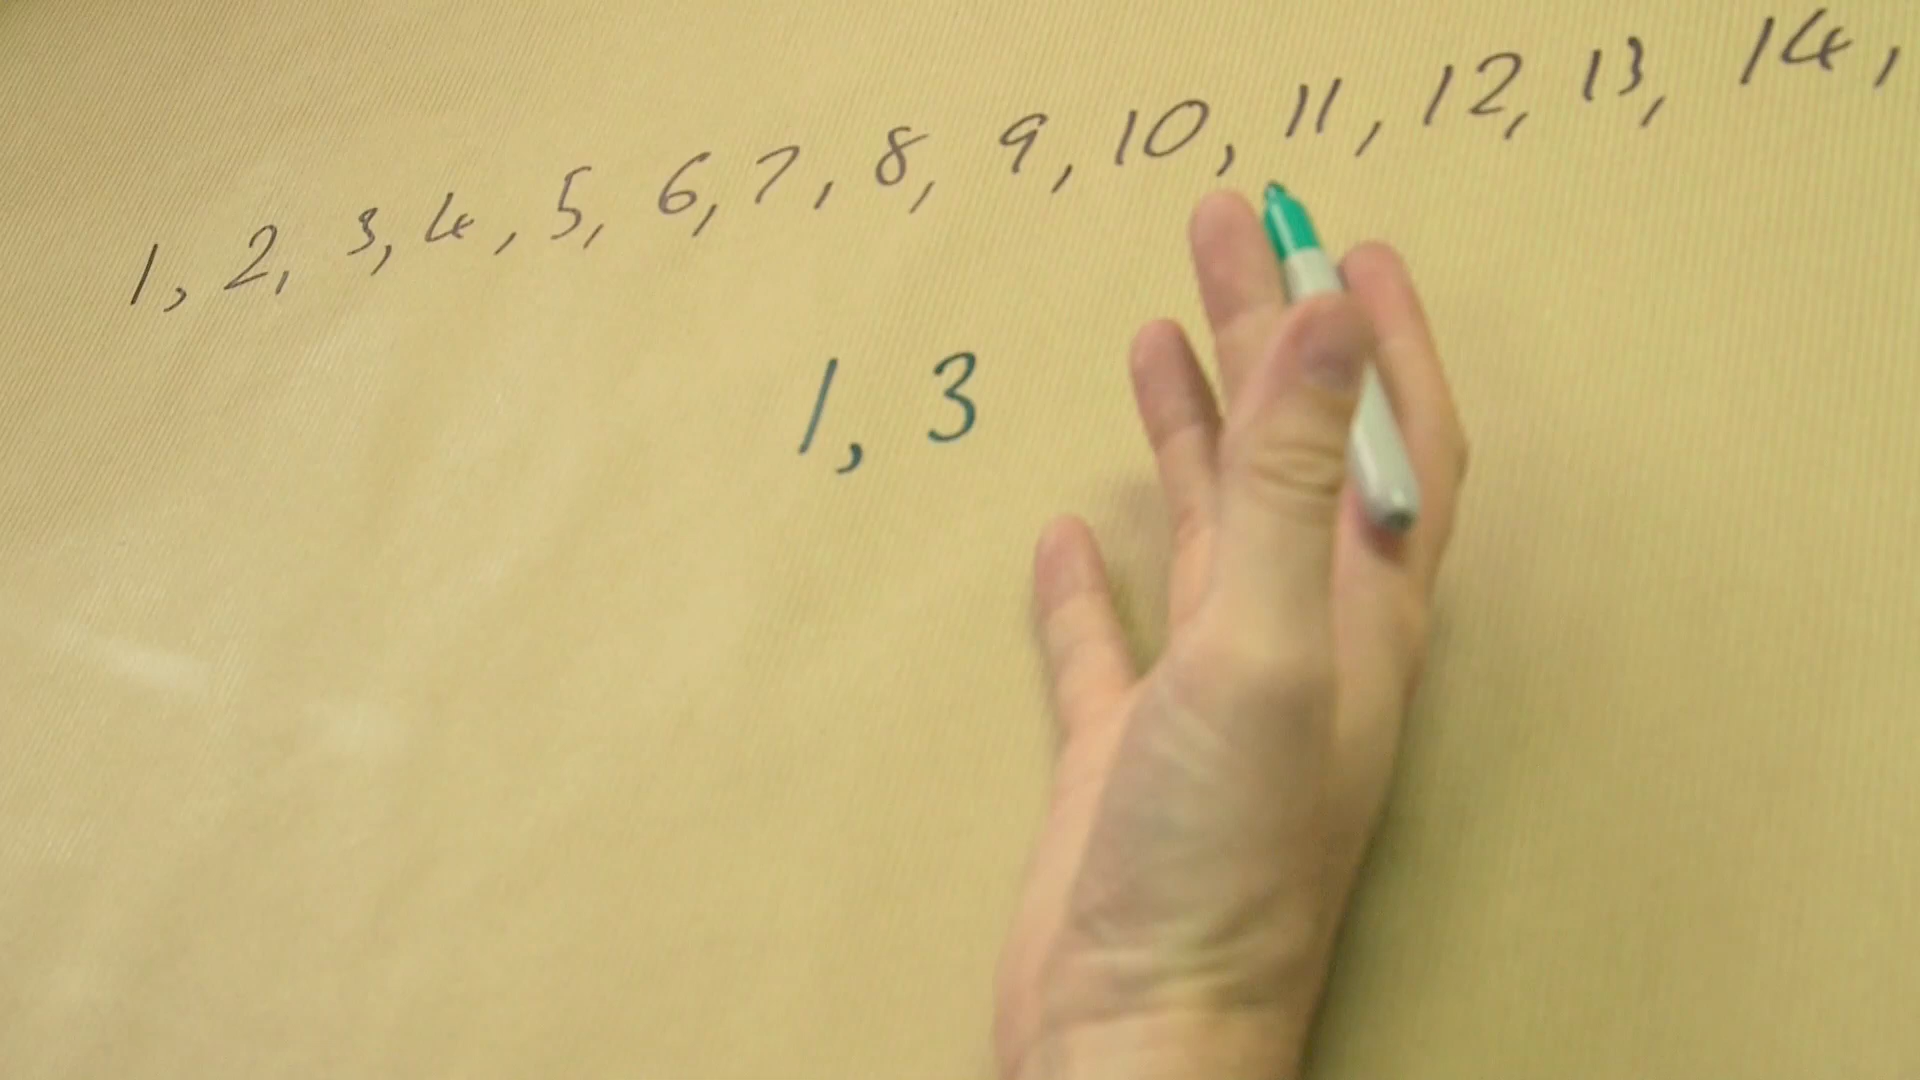 1, 2, 3, 4, 5, 6, 7, 8, 9, 10, 11, 12, 13, 14,
1, 3